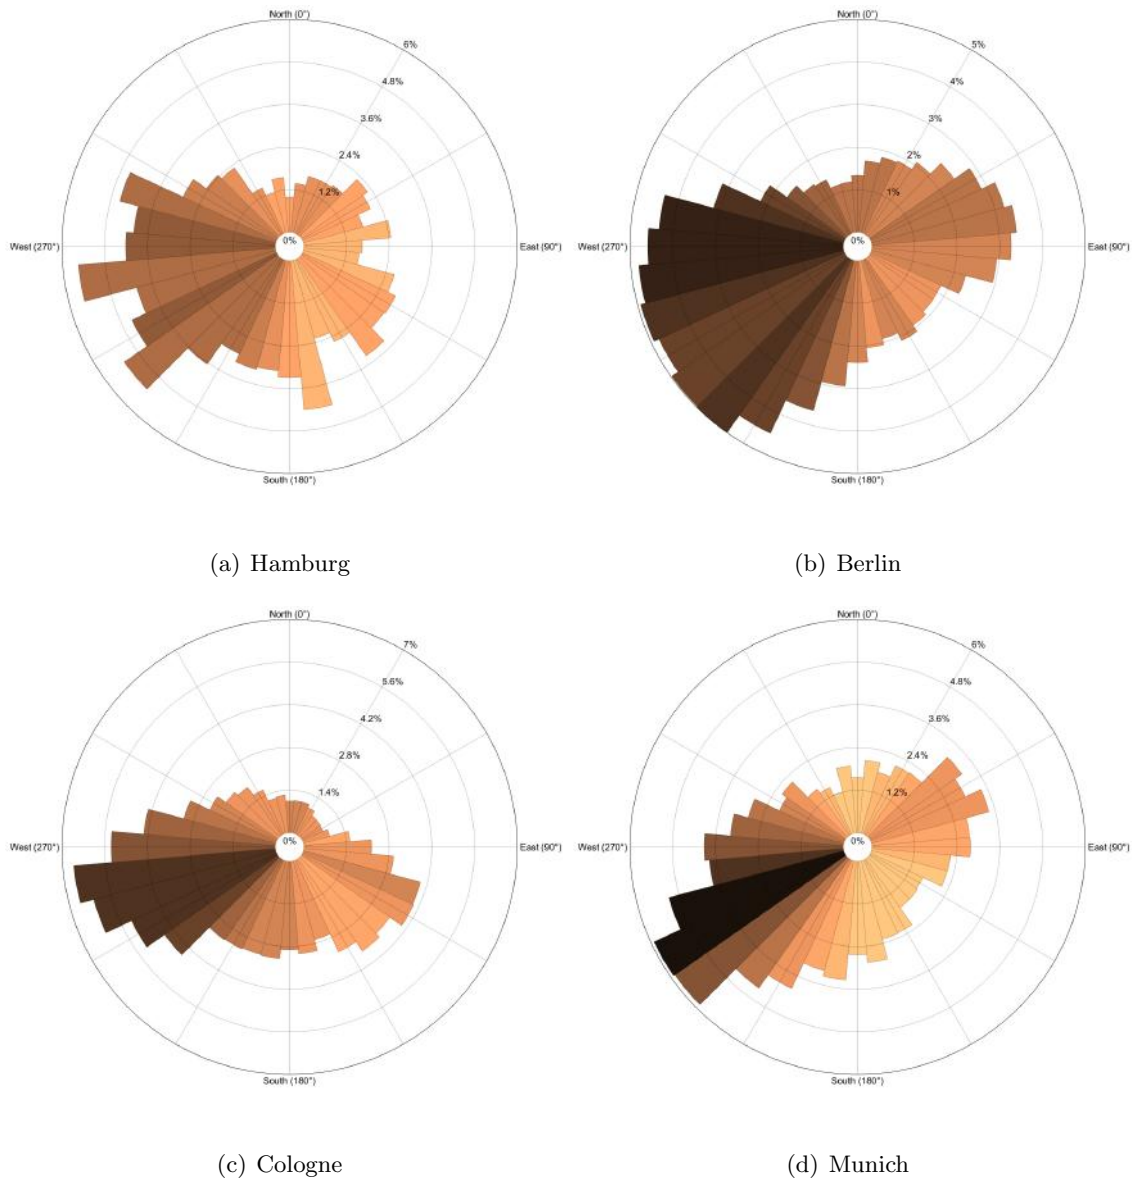 North (0°)
6%
4.8%
3.6%
2.4%
1.2%
0%
West (270°)
East (90°)
South (180°)
(a) Hamburg
North (0°)
5%
4%
3%
2%
1%
0%
West (270°)
East (90°)
South (180°)
(b) Berlin
North (0°)
7%
5.6%
4.2%
2.8%
1.4%
0%
West (270°)
East (90°)
South (180°)
(c) Cologne
North (0°)
6%
4.8%
3.6%
2.4%
1.2%
0%
West (270°)
East (90°)
South (180°)
(d) Munich